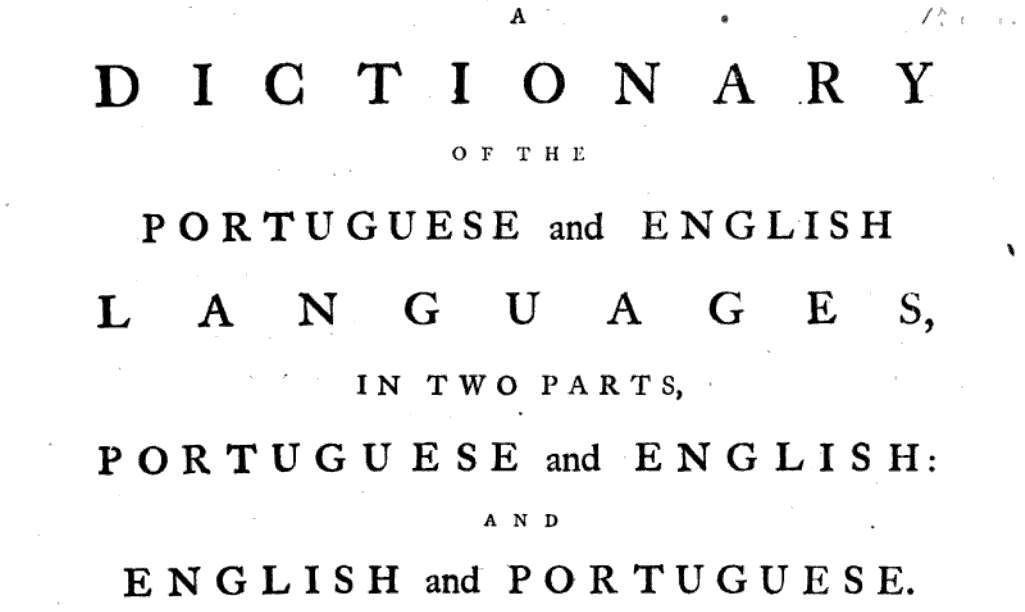 A
DICTIONARY
OF THE
PORTUGUESE and ENGLISH
LANGUAGES,
IN TWO PARTS,
PORTUGUESE and ENGLISH:
AND
ENGLISH and PORTUGUESE.